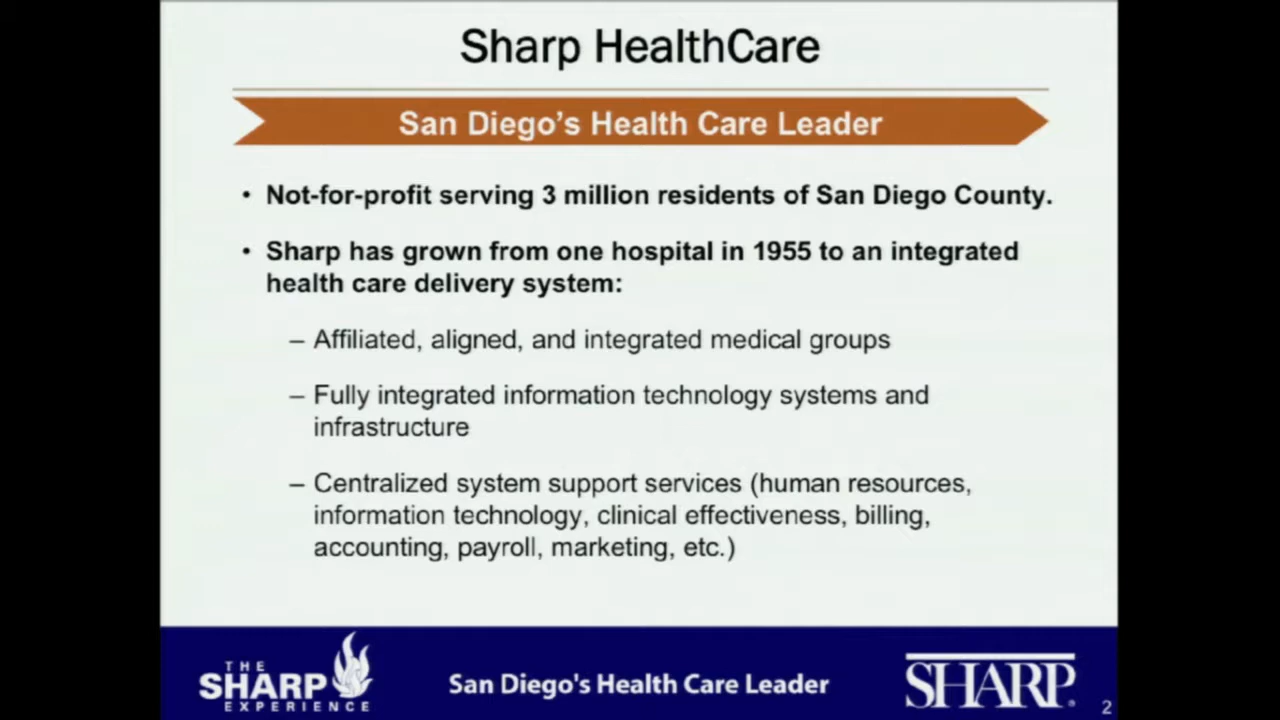 Sharp HealthCare
San Diego's Health Care Leader
• Not-for-profit serving 3 million residents of San Diego County.
• Sharp has grown from one hospital in 1955 to an integrated
health care delivery system:
– Affiliated, aligned, and integrated medical groups
– Fully integrated information technology systems and
infrastructure
– Centralized system support services (human resources,
information technology, clinical effectiveness, billing,
accounting, payroll, marketing, etc.)
THE
SHARP
EXPERIENCE
San Diego's Health Care Leader
SHARP®
2